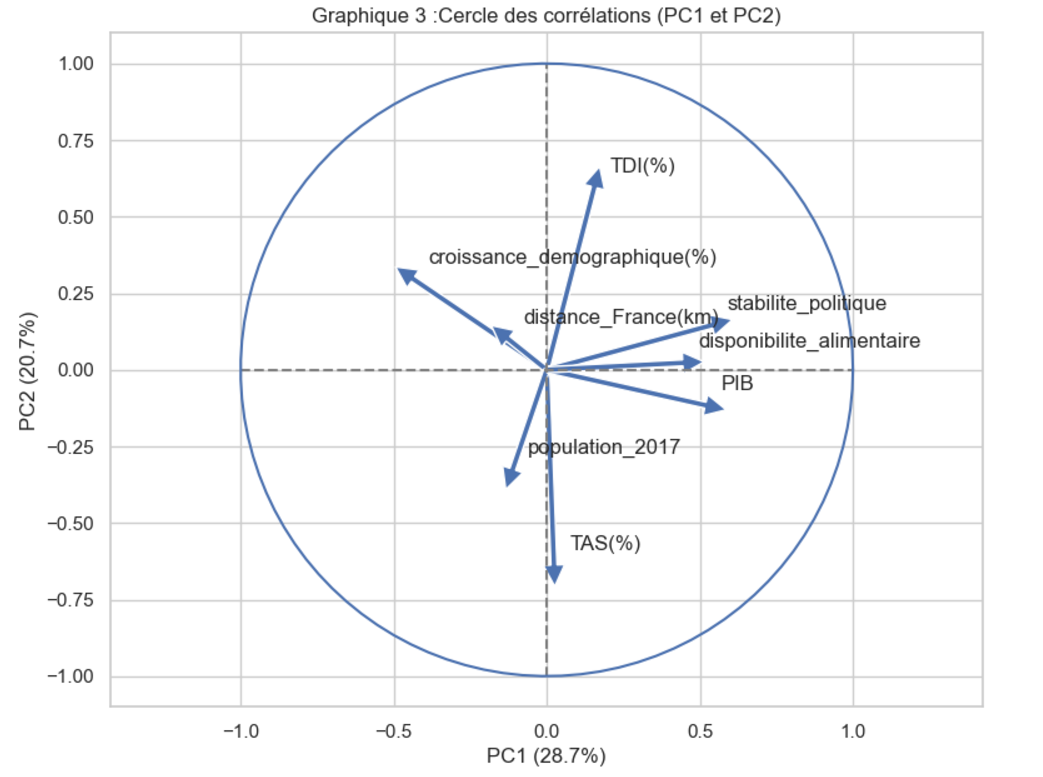 Graphique 3 :Cercle des corrélations (PC1 et PC2)
1.00
0.75
0.50
0.25
0.00
−0.25
−0.50
−0.75
−1.00
PC2 (20.7%)
TDI(%)
croissance_demographique(%)
stabilite_politique
distance_France(km)
disponibilite_alimentaire
PIB
population_2017
TAS(%)
−1.0 −0.5 0.0 0.5 1.0
PC1 (28.7%)